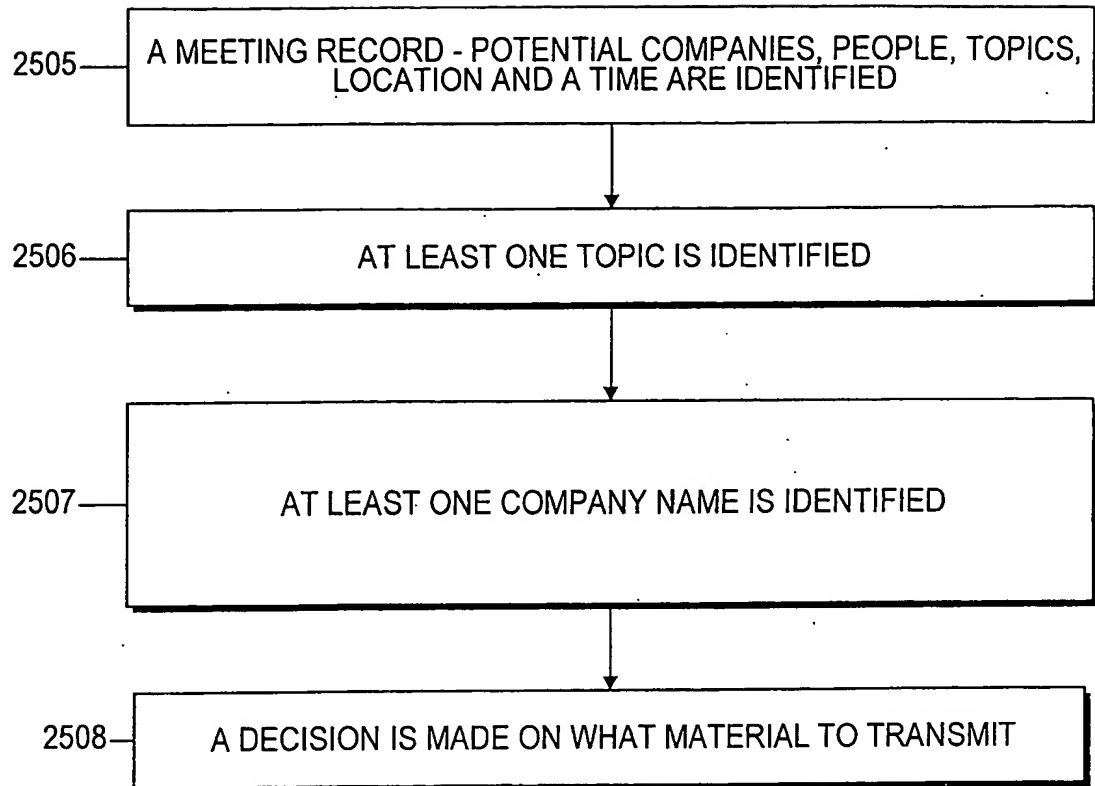 2505
A MEETING RECORD - POTENTIAL COMPANIES, PEOPLE, TOPICS,
LOCATION AND A TIME ARE IDENTIFIED
2506
AT LEAST ONE TOPIC IS IDENTIFIED
2507
AT LEAST ONE COMPANY NAME IS IDENTIFIED
2508
A DECISION IS MADE ON WHAT MATERIAL TO TRANSMIT